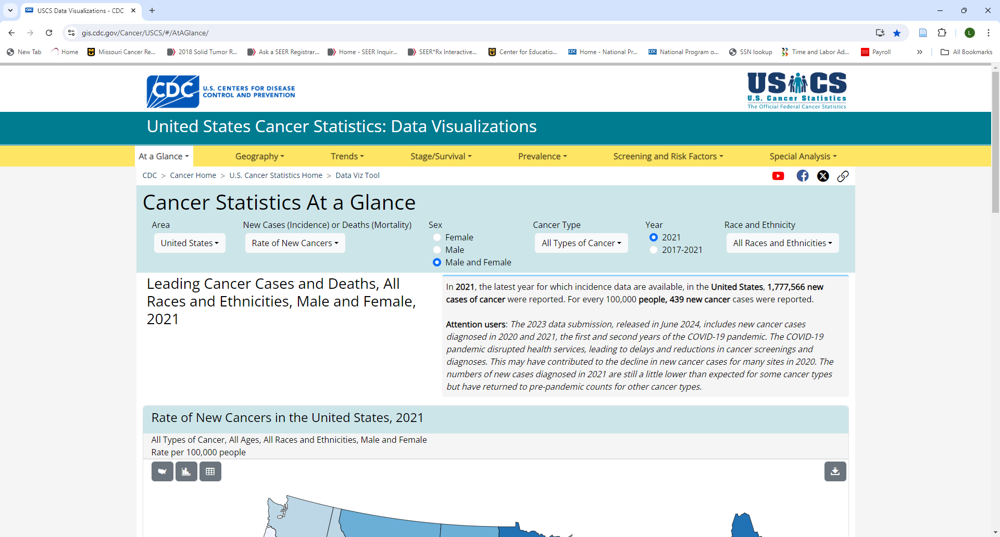 USCS Data Visualizations - CDC
gis.cdc.gov/Cancer/USCS/#/AtAGlance/
L
New Tab
Home
Missouri Cancer Re...
2018 Solid Tumor R...
Ask a SEER Registrar...
Home - SEER Inquir...
SEER*Rx Interactive...
Center for Educatio...
Home - National Pr...
National Program o...
SSN lookup
Time and Labor Ad...
Payroll
All Bookmarks
CDC
U.S. CENTERS FOR DISEASE
CONTROL AND PREVENTION
USCS
U.S. Cancer Statistics
The Official Federal Cancer Statistics
United States Cancer Statistics: Data Visualizations
At a Glance
Geography
Trends
Stage/Survival
Prevalence
Screening and Risk Factors
Special Analysis
CDC > Cancer Home > U.S. Cancer Statistics Home > Data Viz Tool
Cancer Statistics At a Glance
Area
United States
New Cases (Incidence) or Deaths (Mortality)
Rate of New Cancers
Sex
Female
Male
Male and Female
Cancer Type
All Types of Cancer
Year
2021
2017-2021
Race and Ethnicity
All Races and Ethnicities
Leading Cancer Cases and Deaths, All
Races and Ethnicities, Male and Female,
2021
In 2021, the latest year for which incidence data are available, in the United States, 1,777,566 new
cases of cancer were reported. For every 100,000 people, 439 new cancer cases were reported.
Attention users: The 2023 data submission, released in June 2024, includes new cancer cases
diagnosed in 2020 and 2021, the first and second years of the COVID-19 pandemic. The COVID-19
pandemic disrupted health services, leading to delays and reductions in cancer screenings and
diagnoses. This may have contributed to the decline in new cancer cases for many sites in 2020. The
numbers of new cases diagnosed in 2021 are still a little lower than expected for some cancer types
but have returned to pre-pandemic counts for other cancer types.
Rate of New Cancers in the United States, 2021
All Types of Cancer, All Ages, All Races and Ethnicities, Male and Female
Rate per 100,000 people